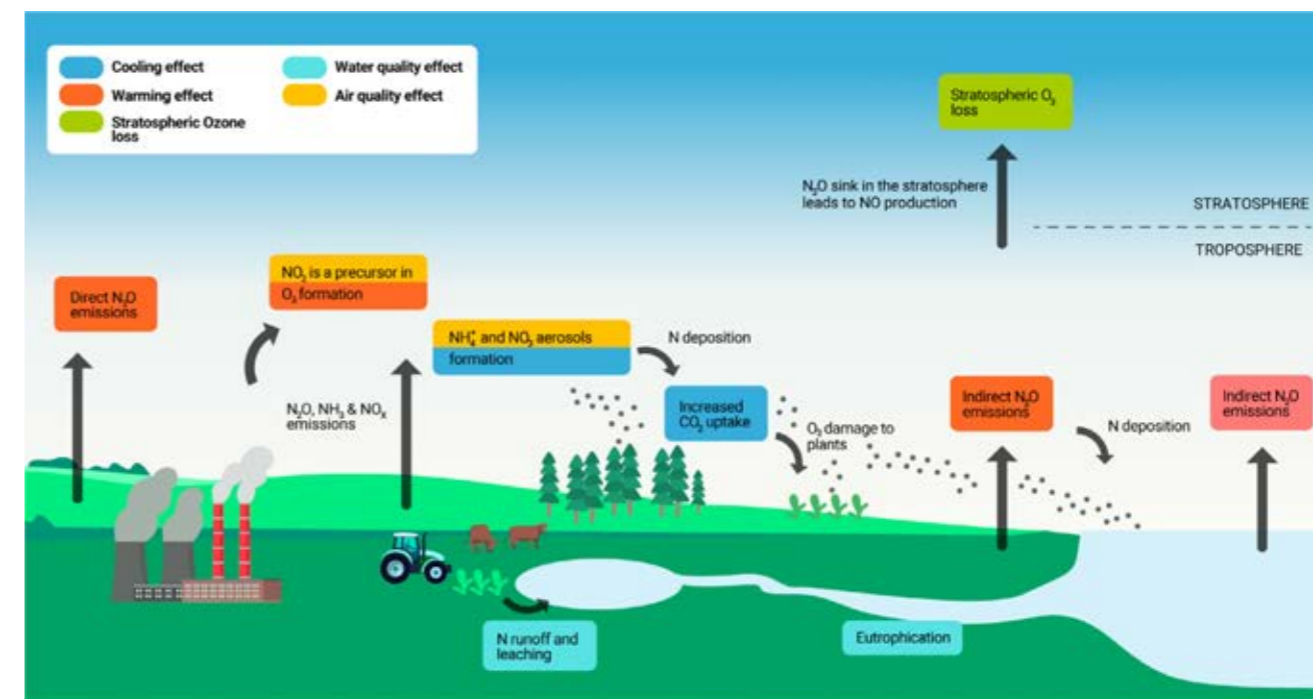 Cooling effect
Warming effect
Stratospheric Ozone
loss
Water quality effect
Air quality effect
Stratospheric O₃
loss
N₂O sink in the stratosphere
leads to NO production
STRATOSPHERE
TROPOSPHERE
Direct N₂O
emissions
NO₂ is a precursor in
O₃ formation
NH₄⁺ and NO₃⁻ aerosols
formation
N deposition
N₂O, NH₃ & NOₓ
emissions
Increased
CO₂ uptake
O₃ damage to
plants
Indirect N₂O
emissions
N deposition
Indirect N₂O
emissions
N runoff and
leaching
Eutrophication